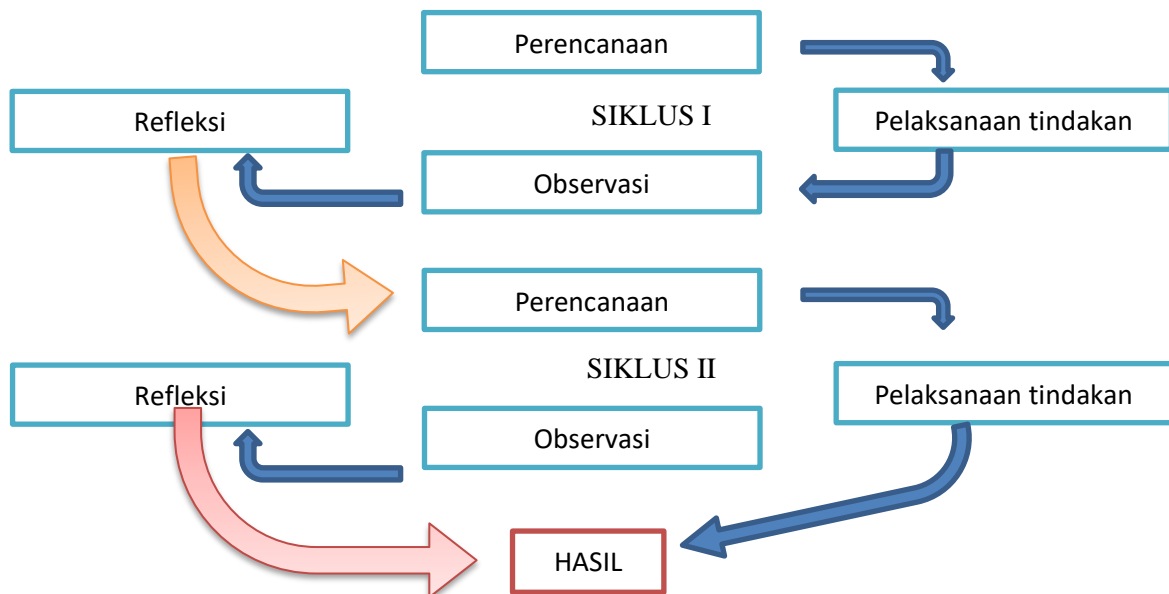 Perencanaan
Refleksi
SIKLUS I
Pelaksanaan tindakan
Observasi
Perencanaan
Refleksi
SIKLUS II
Pelaksanaan tindakan
Observasi
HASIL